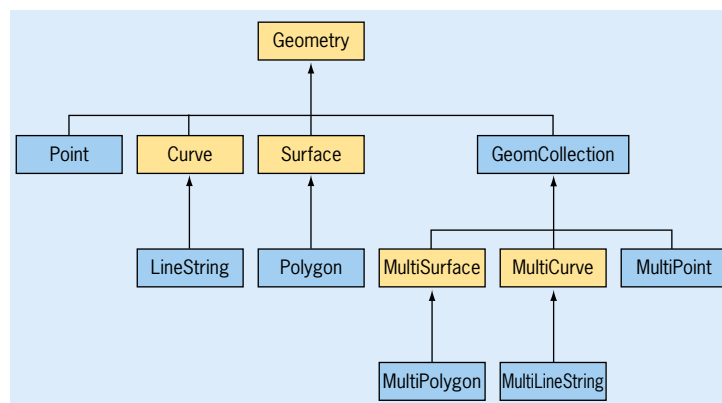 Geometry
Point
Curve
Surface
GeomCollection
LineString
Polygon
MultiSurface
MultiCurve
MultiPoint
MultiPolygon
MultiLineString